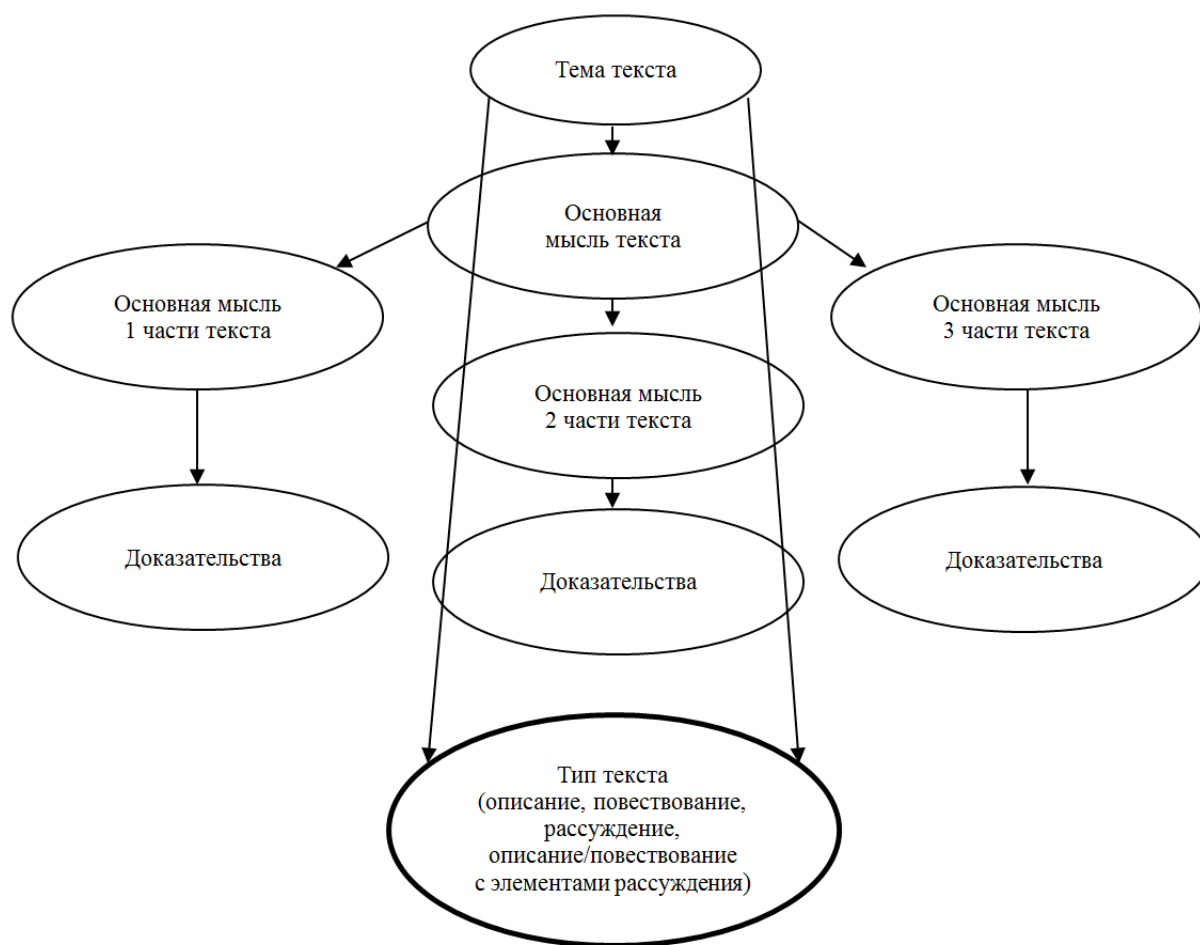 Тема текста
Основная
мысль текста
Основная мысль
1 части текста
Основная мысль
2 части текста
Основная мысль
3 части текста
Доказательства
Доказательства
Доказательства
Тип текста
(описание, повествование,
рассуждение,
описание/повествование
с элементами рассуждения)